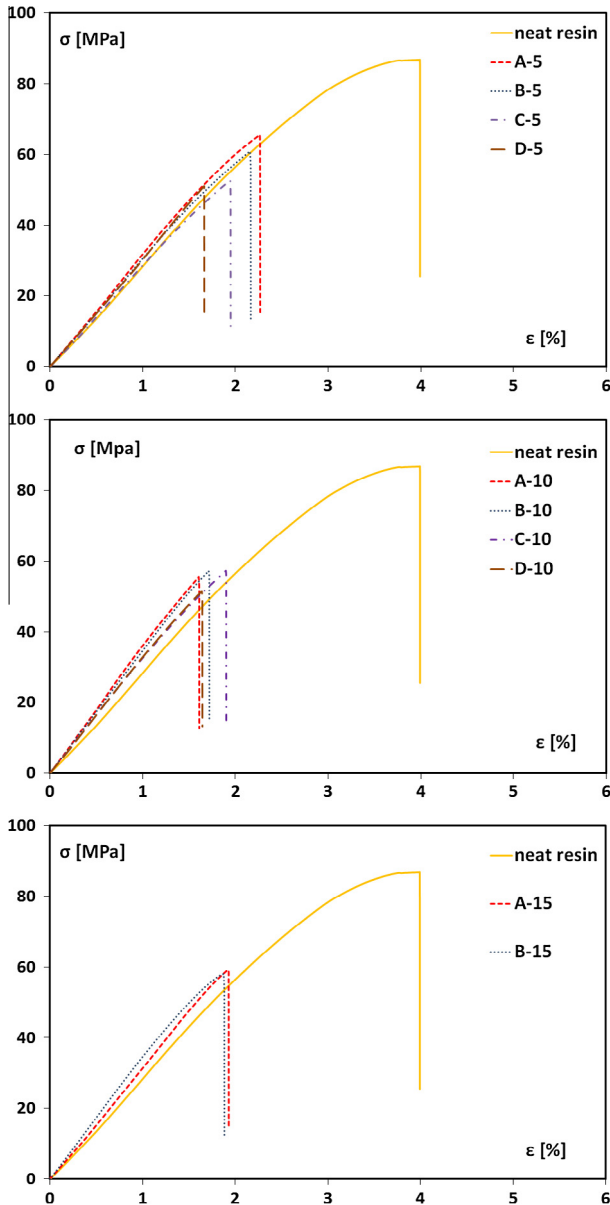 σ [MPa]
neat resin
A-5
B-5
C-5
D-5
100
80
60
40
20
0
ε [%]
0 1 2 3 4 5 6
σ [Mpa]
neat resin
A-10
B-10
C-10
D-10
100
80
60
40
20
0
ε [%]
0 1 2 3 4 5 6
σ [MPa]
neat resin
A-15
B-15
100
80
60
40
20
0
ε [%]
0 1 2 3 4 5 6